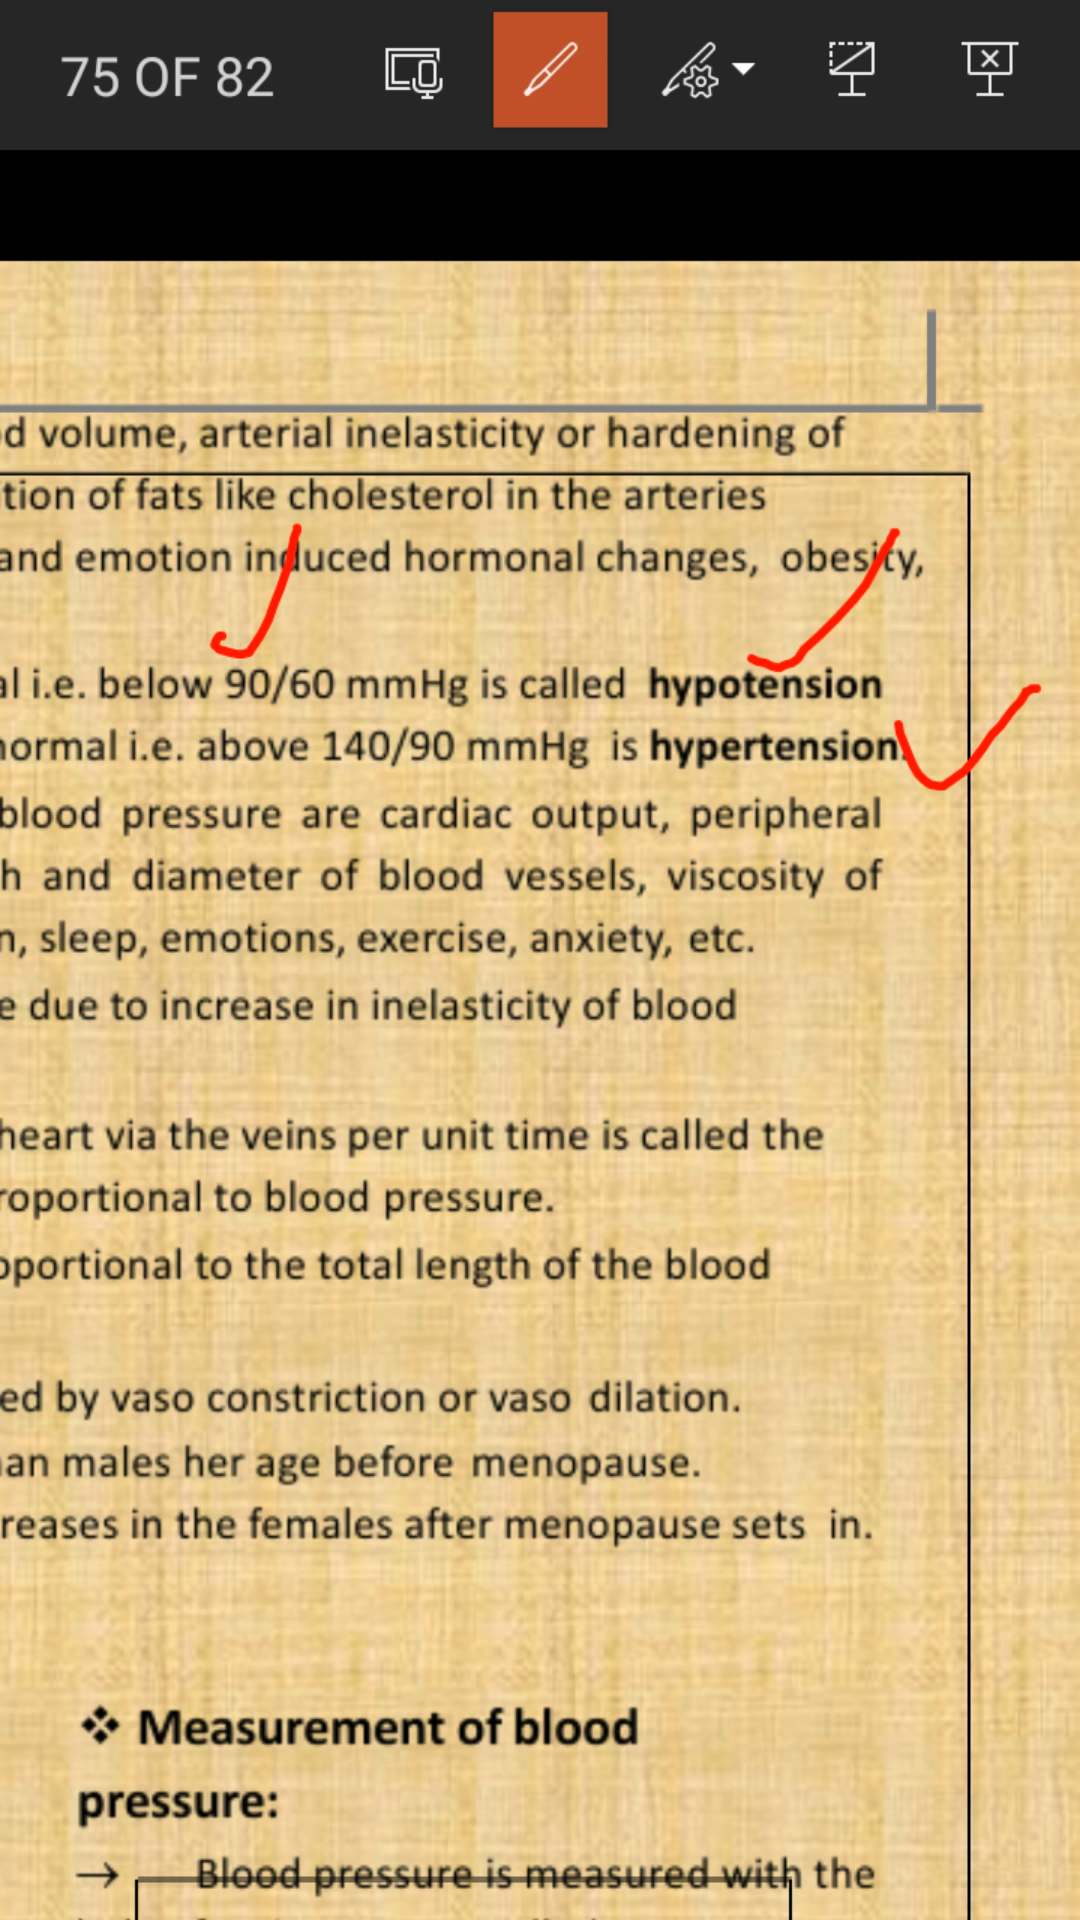 75 OF 82
volume, arterial inelasticity or hardening of
of fats like cholesterol in the arteries
and emotion induced hormonal changes, obesity,
i.e. below 90/60 mmHg is called hypotension
normal i.e. above 140/90 mmHg is hypertension.
blood pressure are cardiac output, peripheral
and diameter of blood vessels, viscosity of
sleep, emotions, exercise, anxiety, etc.
due to increase in inelasticity of blood
heart via the veins per unit time is called the
roportional to blood pressure.
oportional to the total length of the blood
ed by vaso constriction or vaso dilation.
males her age before menopause.
reases in the females after menopause sets in.
❖ Measurement of blood
pressure:
→ Blood pressure is measured with the